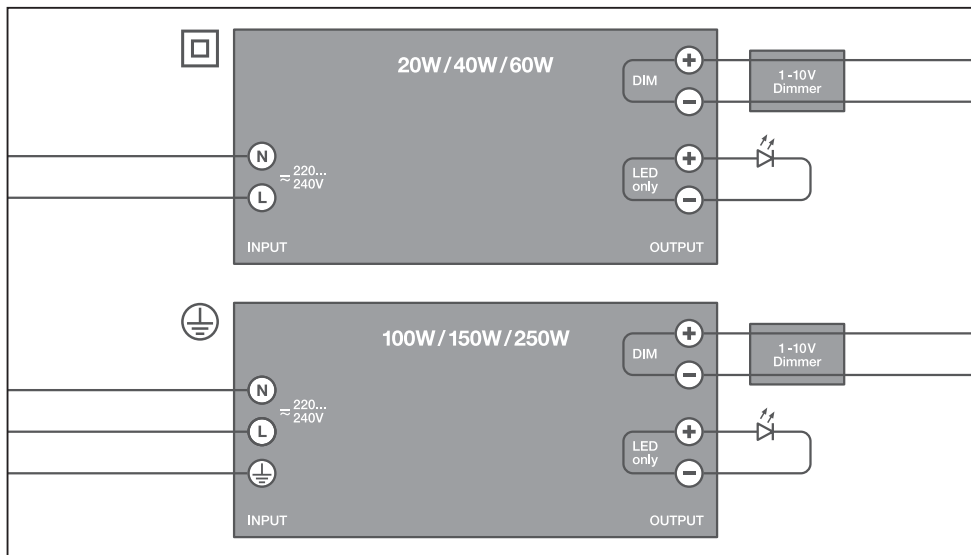 20W/40W/60W
DIM
+
−
1-10V
Dimmer
N
L
≂ 220...
240V
LED
only
+
−
INPUT
OUTPUT
100W/150W/250W
DIM
+
−
1-10V
Dimmer
N
L
≂ 220...
240V
LED
only
+
−
INPUT
OUTPUT